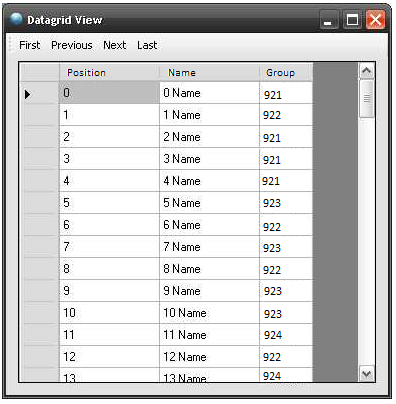 Datagrid View
First Previous Next Last
Position Name Group
0 0 Name 921
1 1 Name 922
2 2 Name 921
3 3 Name 921
4 4 Name 921
5 5 Name 923
6 6 Name 922
7 7 Name 923
8 8 Name 922
9 9 Name 923
10 10 Name 923
11 11 Name 924
12 12 Name 922
13 13 Name 924